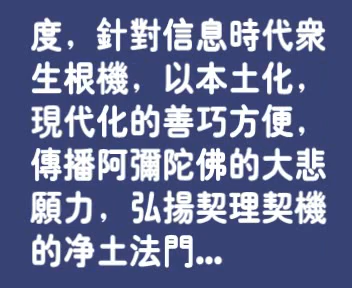 度，針對信息時代衆
生根機，以本土化，
現代化的善巧方便，
傳播阿彌陀佛的大悲
願力，弘揚契理契機
的净土法門...